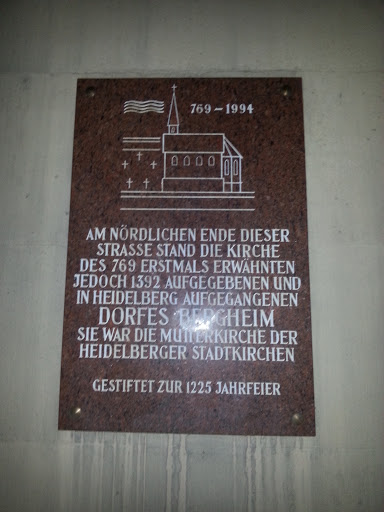 769-1994
AM NÖRDLICHEN ENDE DIESER
STRASSE STAND DIE KIRCHE
DES 769 ERSTMALS ERWÄHNTEN
JEDOCH 1392 AUFGEGEBENEN UND
IN HEIDELBERG AUFGEGANGENEN
DORFES BERGHEIM
SIE WAR DIE MUTTERKIRCHE DER
HEIDELBERGER STADTKIRCHEN
GESTIFTET ZUR 1225 JAHRFEIER